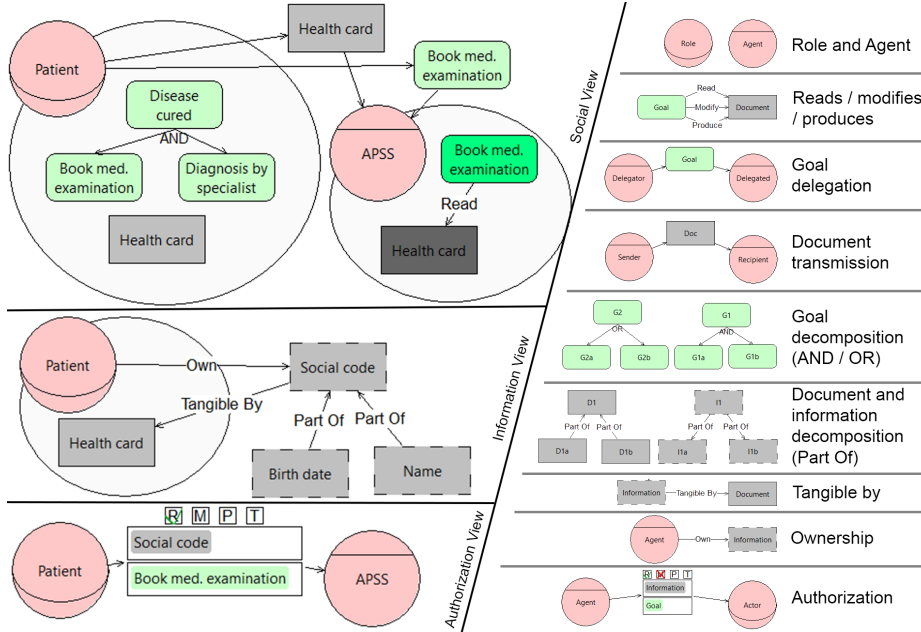 Patient
Health card
Book med.
examination
Disease
cured
AND
Book med.
examination
Diagnosis by
specialist
Health card
APSS
Book med.
examination
Read
Health card
Social View
Patient
Own
Social code
Tangible By
Health card
Part Of
Part Of
Birth date
Name
Information View
R M P T
Patient
Social code
Book med. examination
APSS
Authorization View
Role
Agent
Role and Agent
Read
Goal
Modify
Document
Produce
Reads / modifies
/ produces
Delegator
Goal
Delegated
Goal
delegation
Sender
Doc
Recipient
Document
transmission
G2
OR
G2a
G2b
G1
AND
G1a
G1b
Goal
decomposition
(AND / OR)
D1
Part Of
Part Of
D1a
D1b
I1
Part Of
Part Of
I1a
I1b
Document and
information
decomposition
(Part Of)
Information
Tangible By
Document
Tangible by
Agent
Own
Information
Ownership
R M P T
Agent
Information
Goal
Actor
Authorization